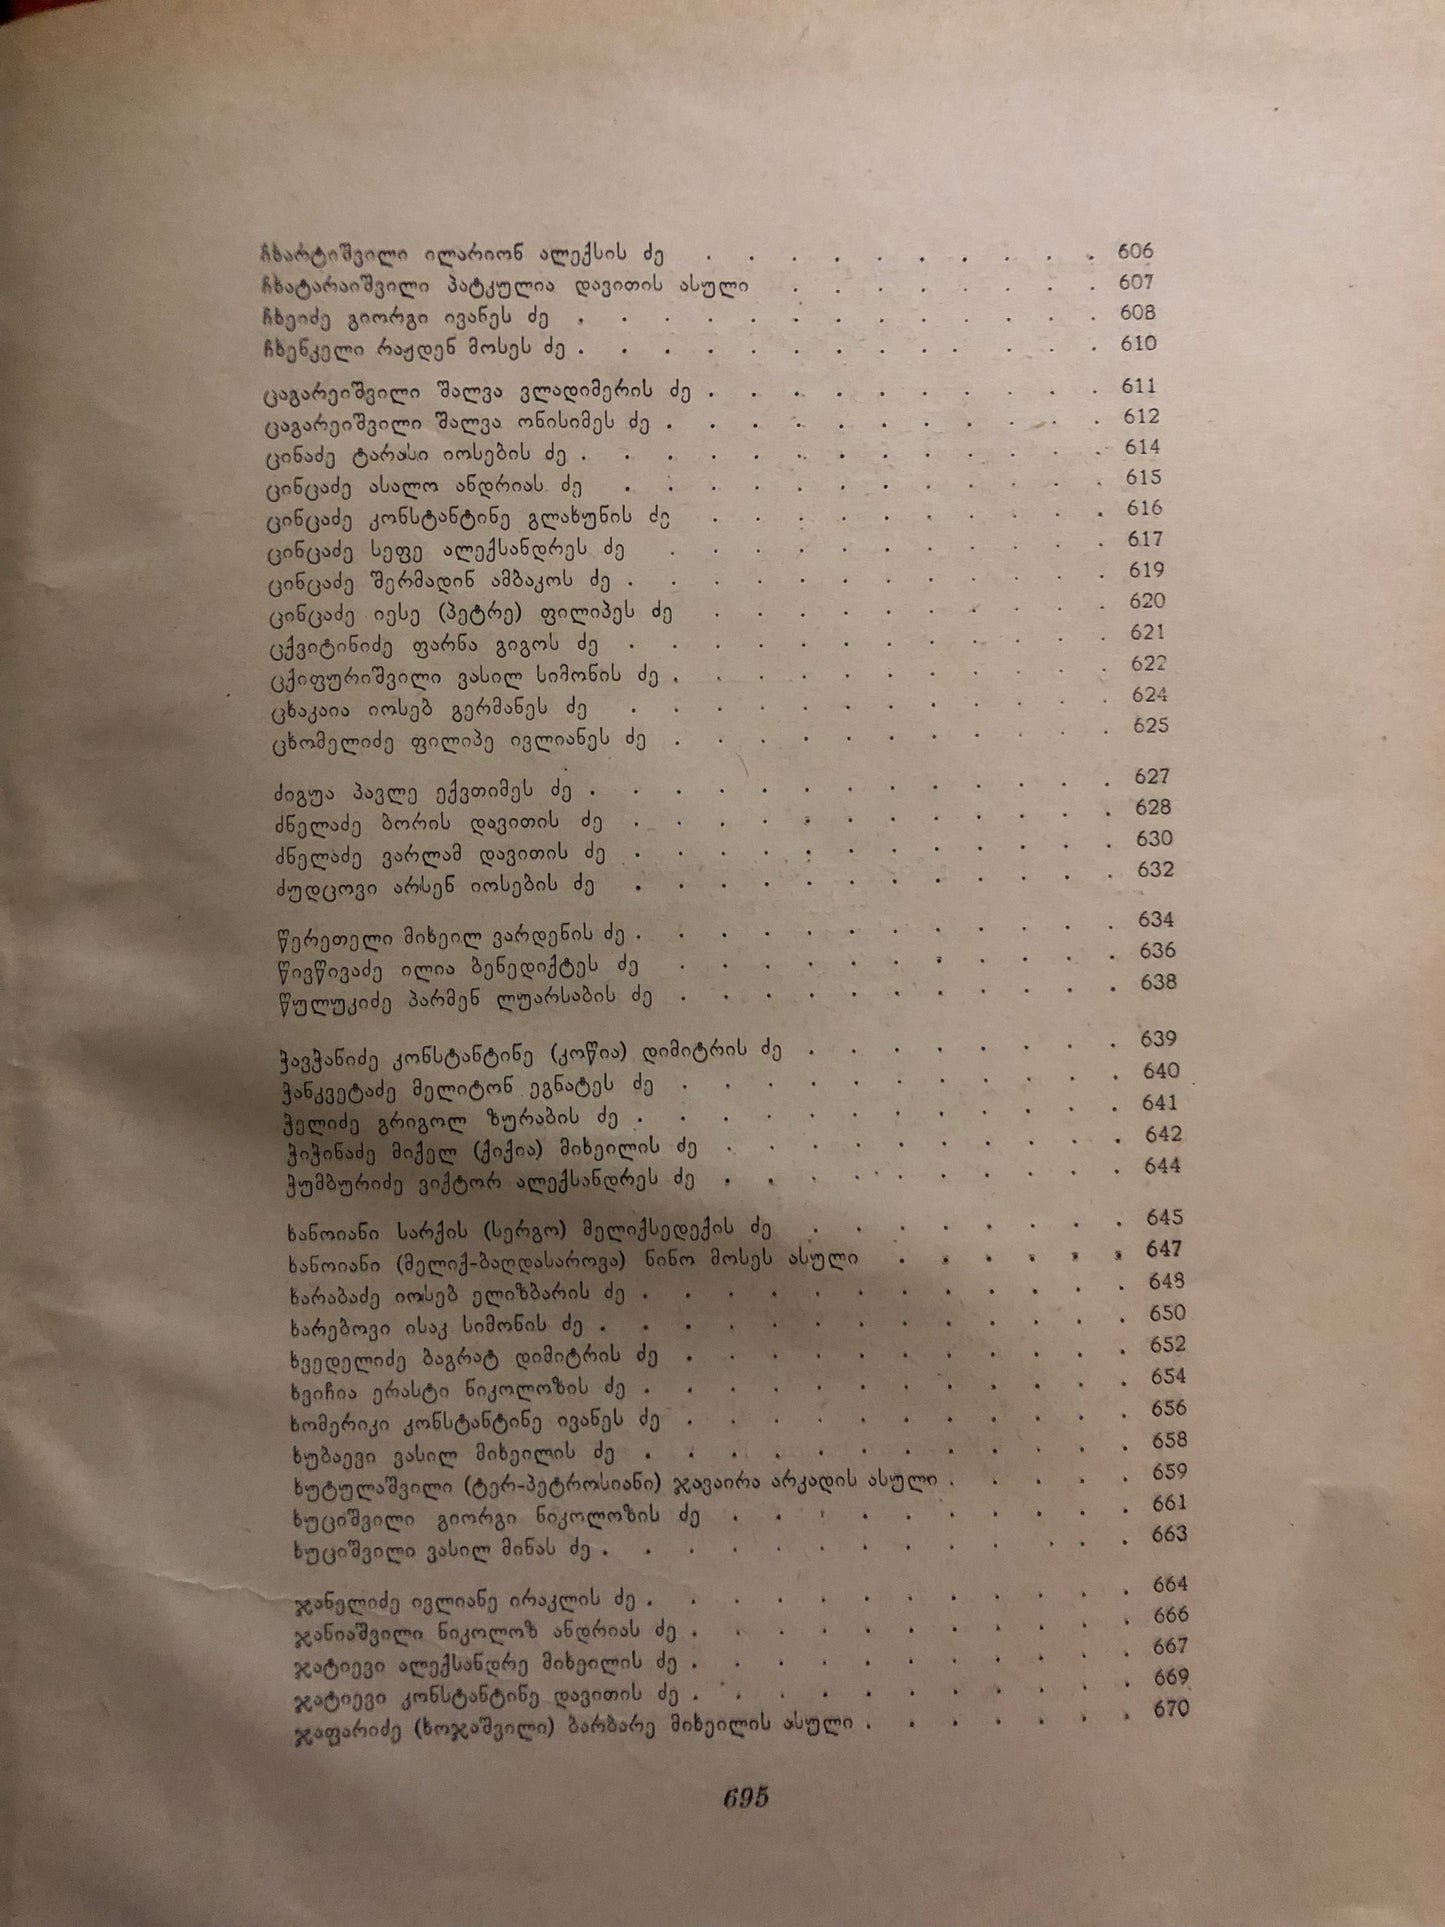 ჩხარტიშვილი ილარიონ ალექსის ძე . . . . . . . . . . 606
ჩხატარაიშვილი პატკულია დავითის ასული . . . . . . . . 607
ჩხეიძე გიორგი ივანეს ძე . . . . . . . . . . . . . 608
ჩხენკელი რაჟდენ მოსეს ძე . . . . . . . . . . . . . 610
ცაგარეიშვილი შალვა ვლადიმერის ძე . . . . . . . . . . 611
ცაგარეიშვილი შალვა ონისიმეს ძე . . . . . . . . . . . 612
ცინაძე ტარასი იოსების ძე . . . . . . . . . . . . . 614
ცინცაძე ასალო ანდრიას ძე . . . . . . . . . . . . 615
ცინცაძე კონსტანტინე გლახუნის ძე . . . . . . . . . . 616
ცინცაძე სეფე ალექსანდრეს ძე . . . . . . . . . . . 617
ცინცაძე შერმადინ ამბაკოს ძე . . . . . . . . . . . . 619
ცინცაძე იესე (პეტრე) ფილიპეს ძე . . . . . . . . . . 620
ცქვიტინიძე ფარნა გიგოს ძე . . . . . . . . . . . . 621
ცქიფურიშვილი ვასილ სიმონის ძე . . . . . . . . . . . 622
ცხაკაია იოსებ გერმანეს ძე . . . . . . . . . . . . 624
ცხომელიძე ფილიპე ივლიანეს ძე . . . . . . . . . . . 625
ძიგუა პავლე ექვთიმეს ძე . . . . . . . . . . . . . 627
ძნელაძე ბორის დავითის ძე . . . . . . . . . . . . 628
ძნელაძე ვარლამ დავითის ძე . . . . . . . . . . . . 630
ძუდცოვი არსენ იოსების ძე . . . . . . . . . . . . 632
წერეთელი მიხეილ ვარდენის ძე . . . . . . . . . . . . 634
წივწივაძე ილია ბენედიქტეს ძე . . . . . . . . . . . 636
წულუკიძე პარმენ ლუარსაბის ძე . . . . . . . . . . . 638
ჭავჭანიძე კონსტანტინე (კოწია) დიმიტრის ძე . . . . . . . . 639
ჭანკვეტაძე მელიტონ ეგნატეს ძე . . . . . . . . . . . 640
ჭელიძე გრიგოლ ზურაბის ძე . . . . . . . . . . . . 641
ჭიჭინაძე მიქელ (ქიქია) მიხეილის ძე . . . . . . . . . . 642
ჭუმბურიძე ვიქტორ ალექსანდრეს ძე . . . . . . . . . . 644
ხანოიანი სარქის (სერგო) მელიქსედექის ძე . . . . . . . . 645
ხანოიანი (მელიქ-ბაღდასაროვა) ნინო მოსეს ასული . . . . . . 647
ხარაბაძე იოსებ ელიზბარის ძე . . . . . . . . . . . . 648
ხარებოვი ისაკ სიმონის ძე . . . . . . . . . . . . . 650
ხვედელიძე ბაგრატ დიმიტრის ძე . . . . . . . . . . . 652
ხვიჩია ერასტი ნიკოლოზის ძე . . . . . . . . . . . . 654
ხომერიკი კონსტანტინე ივანეს ძე . . . . . . . . . . . 656
ხუბაევი ვასილ მიხეილის ძე . . . . . . . . . . . . 658
ხუტულაშვილი (ტერ-პეტროსიანი) ჯავაირა არკადის ასული . . . . . 659
ხუციშვილი გიორგი ნიკოლოზის ძე . . . . . . . . . . 661
ხუციშვილი ვასილ მინას ძე . . . . . . . . . . . . . 663
ჯანელიძე ივლიანე ირაკლის ძე . . . . . . . . . . . . 664
ჯანიაშვილი ნიკოლოზ ანდრიას ძე . . . . . . . . . . . 666
ჯატიევი ალექსანდრე მიხეილის ძე . . . . . . . . . . . 667
ჯატიევი კონსტანტინე დავითის ძე . . . . . . . . . . . 669
ჯაფარიძე (ხოჯაშვილი) ბარბარე მიხეილის ასული . . . . . . . 670
695